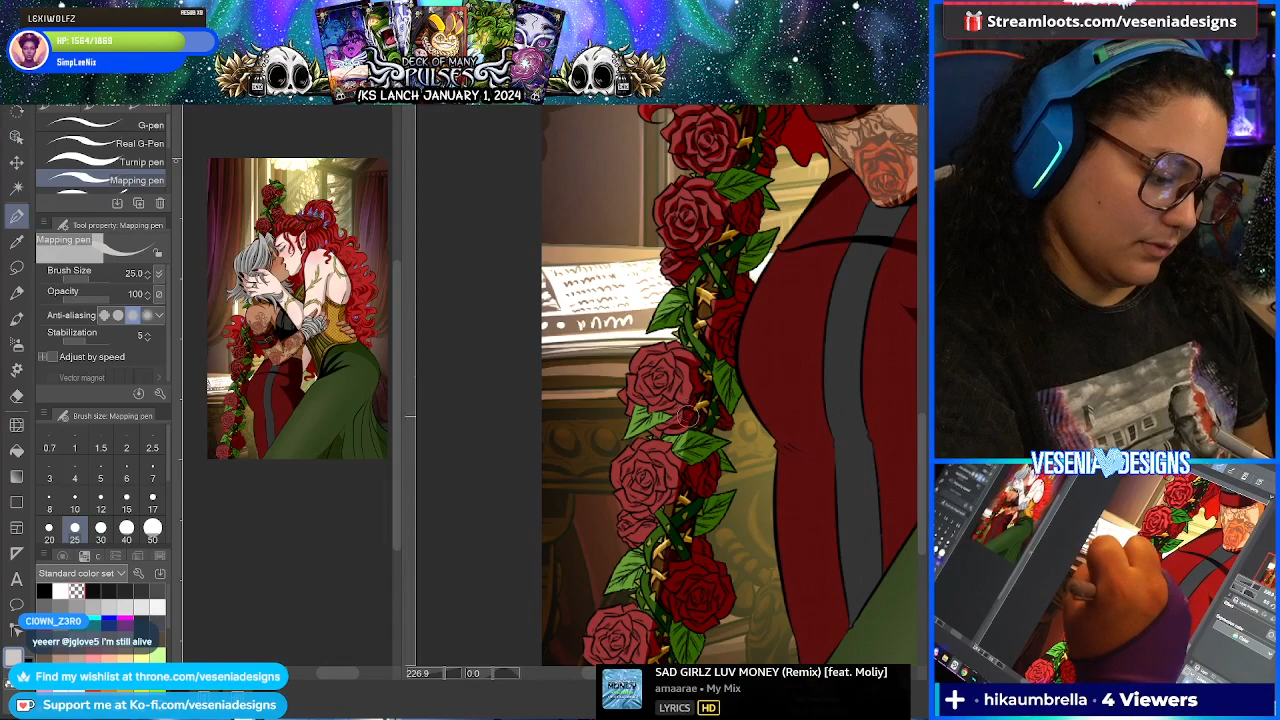 LEXIWOLFZ
HP: 1564/1869
SimpLeeNix
DECK OF MANY
PULSES
!KS LANCH JANUARY 1, 2024
Streamloots.com/veseniadesigns
G-pen
Real G-Pen
Turnip pen
Mapping pen
Tool property: Mapping pen
Mapping pen
Brush Size 25.0
Opacity 100
Anti-aliasing
Stabilization 5
Adjust by speed
Vector magnet
Brush size: Mapping pen
0.7 1 1.5 2 2.5
3 4 5 6 7
8 10 12 15 17
20 25 30 40 50
Standard color set
Cl0WN_Z3R0
yeeerr @jglove5 I'm still alive
Find my wishlist at throne.com/veseniadesigns
Support me at Ko-fi.com/veseniadesigns
226.9 0.0
SAD GIRLZ LUV MONEY (Remix) [feat. Moliy]
amaarae • My Mix
LYRICS HD
VESENIA DESIGNS
hikaumbrella 4 Viewers